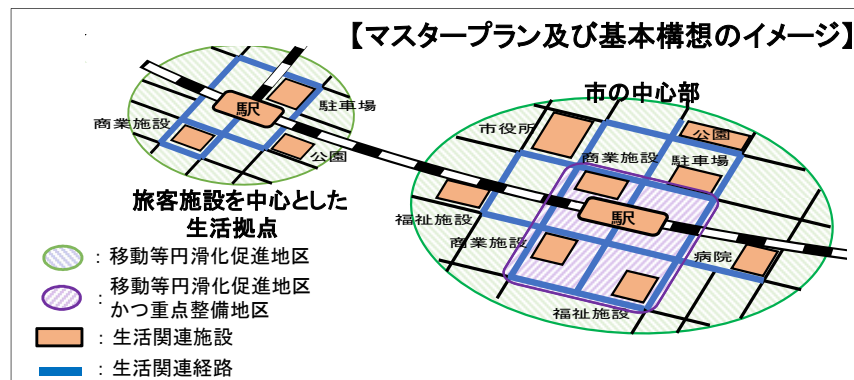 【マスタープラン及び基本構想のイメージ】
市の中心部
駅
駐車場
商業施設
公園
旅客施設を中心とした
生活拠点
市役所
公園
商業施設
駐車場
駅
福祉施設
商業施設
病院
福祉施設
：移動等円滑化促進地区
：移動等円滑化促進地区
かつ重点整備地区
：生活関連施設
：生活関連経路